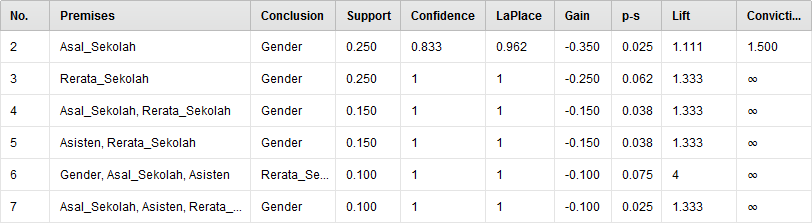 No. Premises Conclusion Support Confidence LaPlace Gain p-s Lift Convicti...
2 Asal_Sekolah Gender 0.250 0.833 0.962 -0.350 0.025 1.111 1.500
3 Rerata_Sekolah Gender 0.250 1 1 -0.250 0.062 1.333 ∞
4 Asal_Sekolah, Rerata_Sekolah Gender 0.150 1 1 -0.150 0.038 1.333 ∞
5 Asisten, Rerata_Sekolah Gender 0.150 1 1 -0.150 0.038 1.333 ∞
6 Gender, Asal_Sekolah, Asisten Rerata_Se... 0.100 1 1 -0.100 0.075 4 ∞
7 Asal_Sekolah, Asisten, Rerata_... Gender 0.100 1 1 -0.100 0.025 1.333 ∞